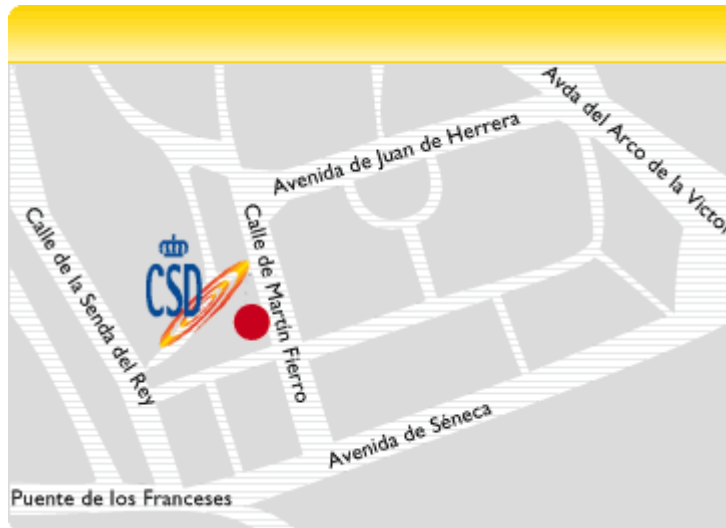 Avda del Arco de la Victor
Avenida de Juan de Herrera
Calle de la Senda del Rey
Calle de Martín Fierro
CSD
Avenida de Séneca
Puente de los Franceses